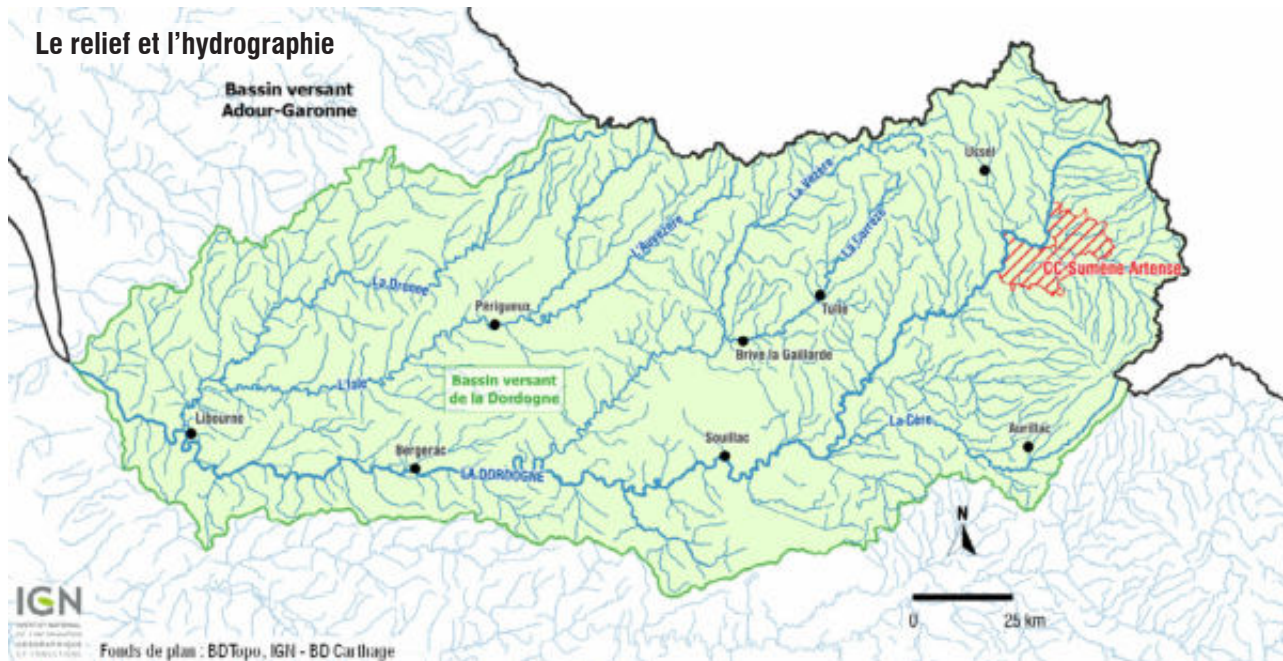 Le relief et l'hydrographie
Bassin versant
Adour-Garonne
Ussel
La Vézère
La Corrèze
L'Auvézère
CC Sumène Artense
La Dronne
Périgueux
Tulle
Brive la Gaillarde
L'Isle
Bassin versant
de la Dordogne
Libourne
La Cère
Aurillac
Souillac
Bergerac
LA DORDOGNE
N
0 25 km
IGN
Fonds de plan : BDTopo, IGN - BD Carthage